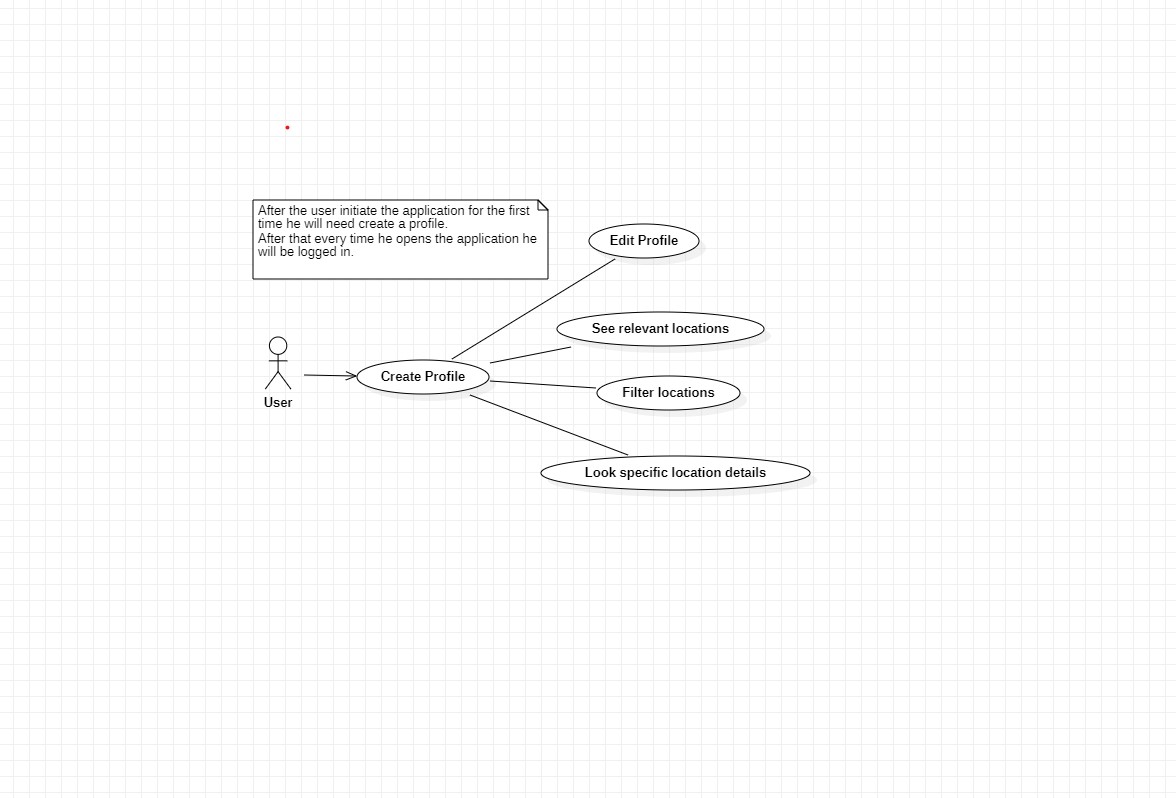 After the user initiate the application for the first
time he will need create a profile.
After that every time he opens the application he
will be logged in.
Edit Profile
See relevant locations
Create Profile
Filter locations
User
Look specific location details